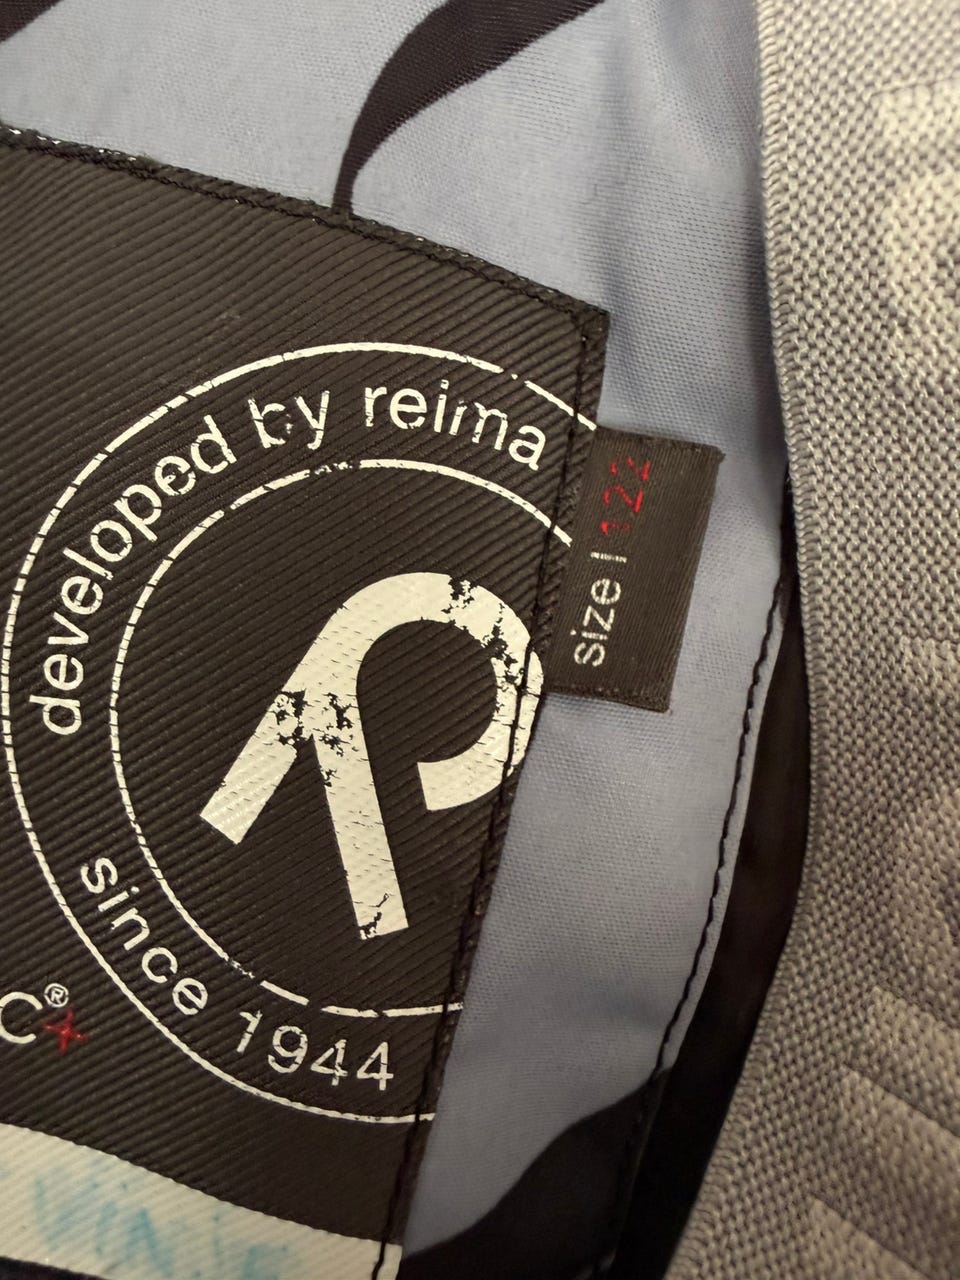 developed by reima
size | 122
since 1944
C®+